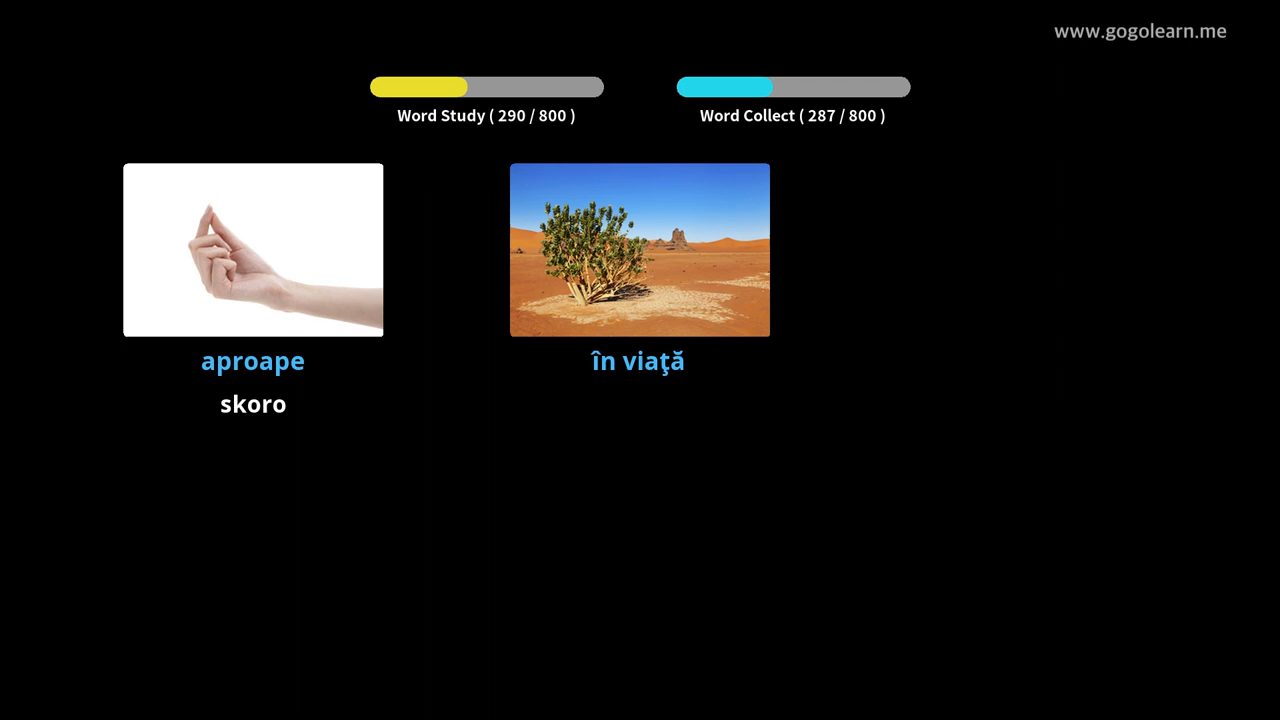 www.gogolearn.me
Word Study ( 290 / 800 )
Word Collect ( 287 / 800 )
aproape
în viaţă
skoro